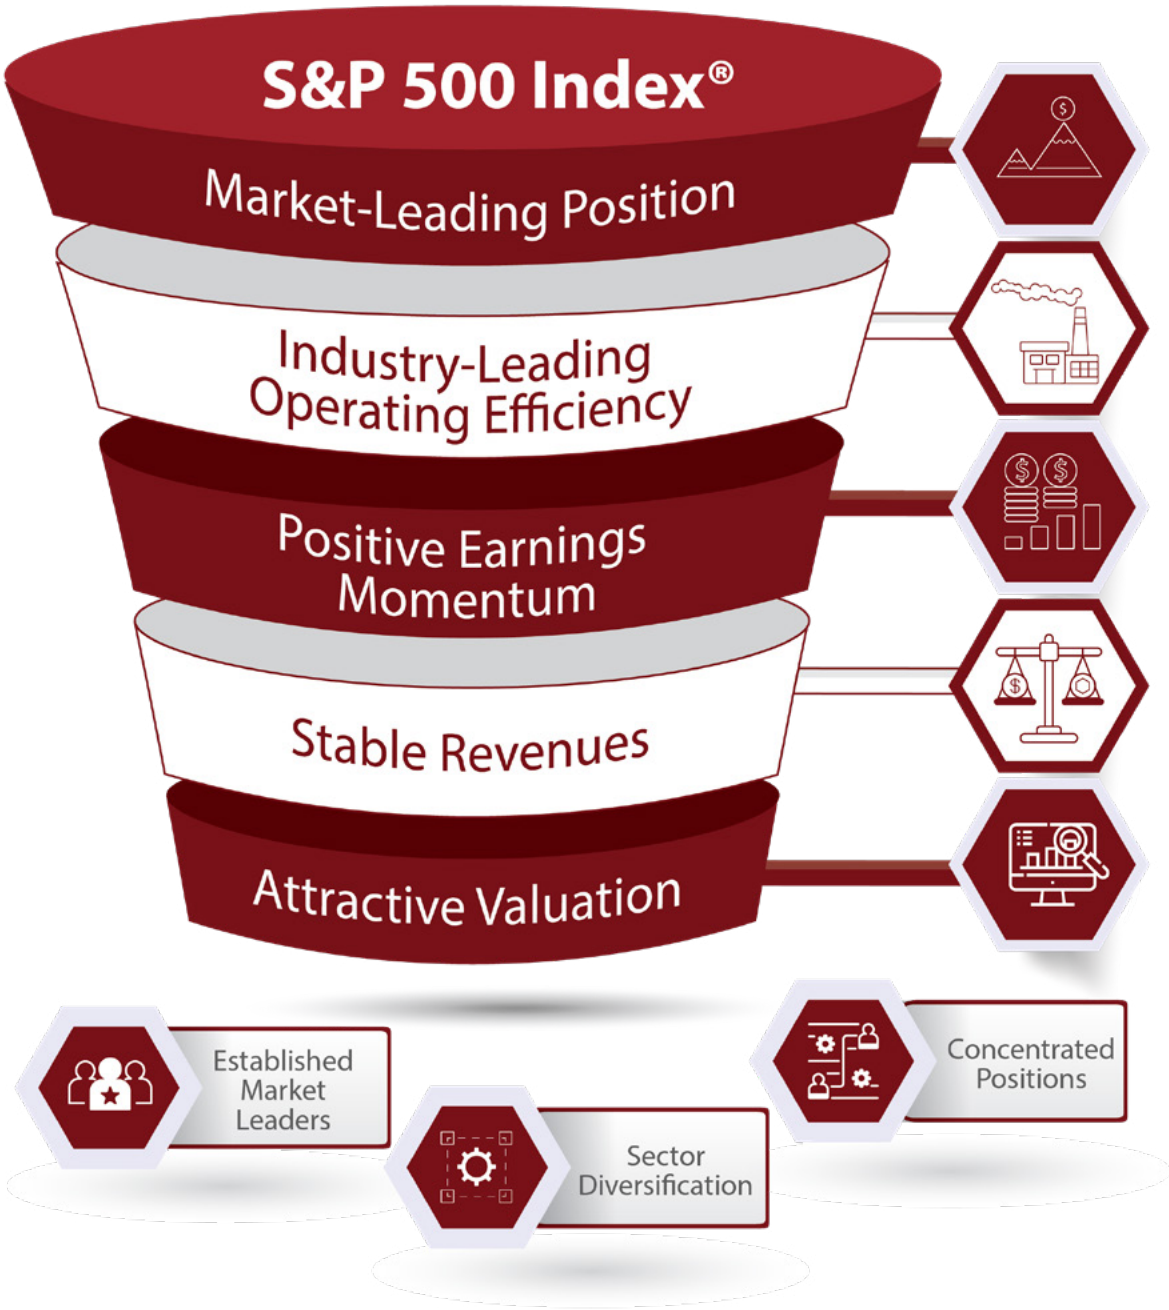 S&P 500 Index®
Market-Leading Position
Industry-Leading
Operating Efficiency
Positive Earnings
Momentum
Stable Revenues
Attractive Valuation
Established
Market
Leaders
Sector
Diversification
Concentrated
Positions